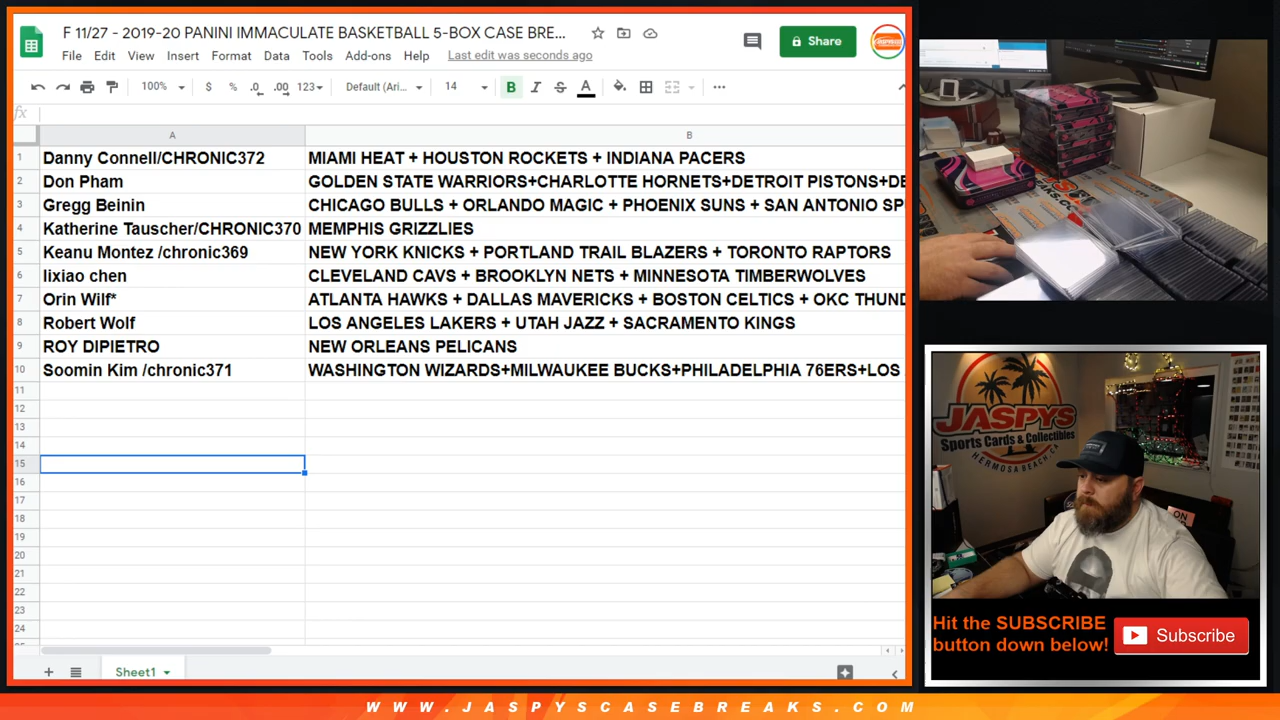 F 11/27 - 2019-20 PANINI IMMACULATE BASKETBALL 5-BOX CASE BRE...
Share
File Edit View Insert Format Data Tools Add-ons Help Last edit was seconds ago
100% $ % .0 .00 123 Default (Ari... 14 B I S A
fx
A B
1 Danny Connell/CHRONIC372 MIAMI HEAT + HOUSTON ROCKETS + INDIANA PACERS
2 Don Pham GOLDEN STATE WARRIORS+CHARLOTTE HORNETS+DETROIT PISTONS+DE
3 Gregg Beinin CHICAGO BULLS + ORLANDO MAGIC + PHOENIX SUNS + SAN ANTONIO SP
4 Katherine Tauscher/CHRONIC370 MEMPHIS GRIZZLIES
5 Keanu Montez /chronic369 NEW YORK KNICKS + PORTLAND TRAIL BLAZERS + TORONTO RAPTORS
6 lixiao chen CLEVELAND CAVS + BROOKLYN NETS + MINNESOTA TIMBERWOLVES
7 Orin Wilf* ATLANTA HAWKS + DALLAS MAVERICKS + BOSTON CELTICS + OKC THUND
8 Robert Wolf LOS ANGELES LAKERS + UTAH JAZZ + SACRAMENTO KINGS
9 ROY DIPIETRO NEW ORLEANS PELICANS
10 Soomin Kim /chronic371 WASHINGTON WIZARDS+MILWAUKEE BUCKS+PHILADELPHIA 76ERS+LOS
11
12
13
14
15
16
17
18
19
20
21
22
23
24
Sheet1
JASPYS
Sports Cards & Collectibles
HERMOSA BEACH, CA
ON
Hit the SUBSCRIBE
button down below!
Subscribe
WWW.JASPYSCASEBREAKS.COM